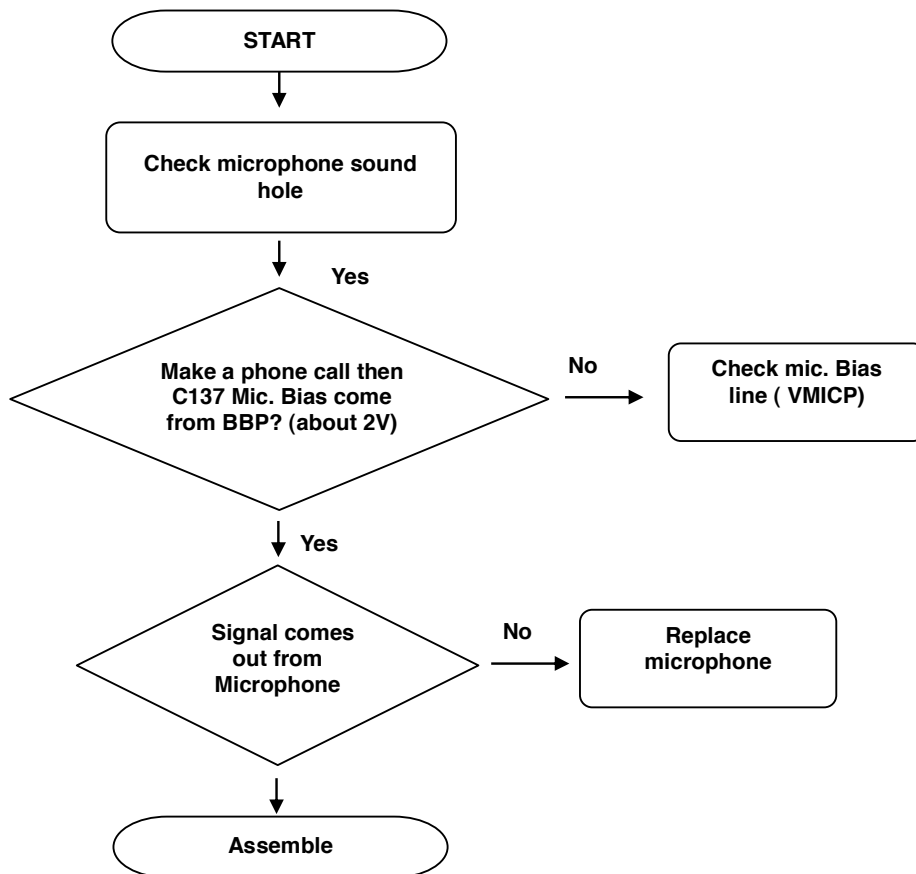 START
Check microphone sound
hole
Yes
Make a phone call then
C137 Mic. Bias come
from BBP? (about 2V)
No
Check mic. Bias
line ( VMICP)
Yes
Signal comes
out from
Microphone
No
Replace
microphone
Assemble